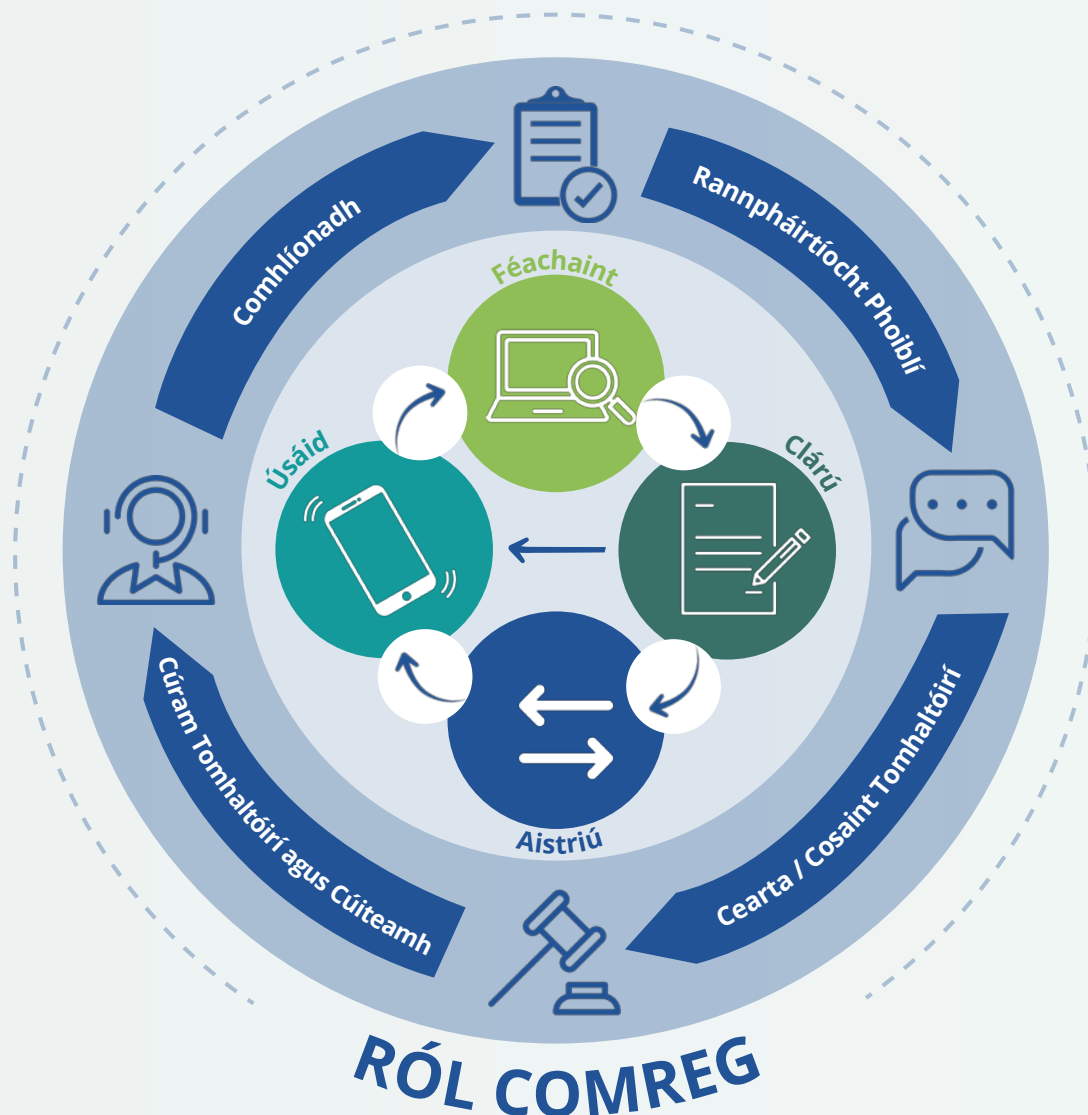 Comhlíonadh
Rannpháirtíocht Phoiblí
Féachaint
Úsáid
Clárú
Aistriú
Cúram Tomhaltóirí agus Cúiteamh
Cearta / Cosaint Tomhaltóirí
RÓL COMREG